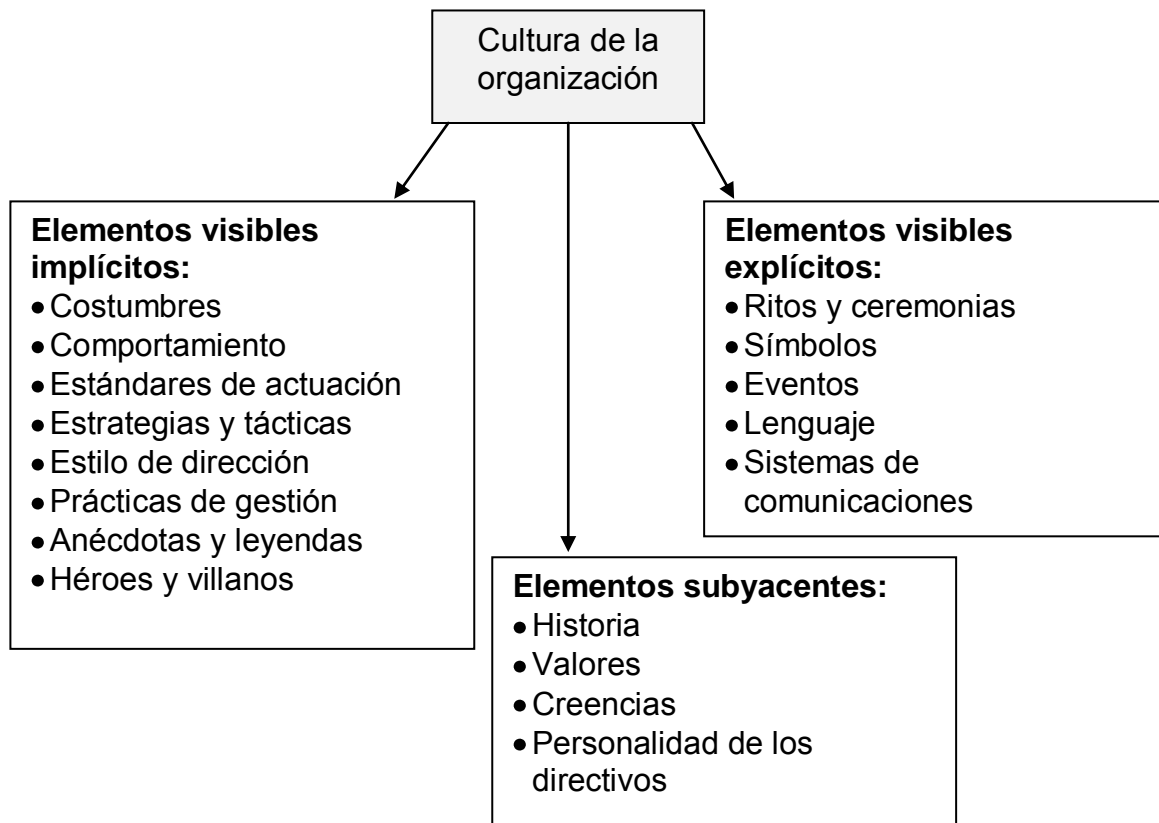 Cultura de la
organización
Elementos visibles
implícitos:
• Costumbres
• Comportamiento
• Estándares de actuación
• Estrategias y tácticas
• Estilo de dirección
• Prácticas de gestión
• Anécdotas y leyendas
• Héroes y villanos
Elementos visibles
explícitos:
• Ritos y ceremonias
• Símbolos
• Eventos
• Lenguaje
• Sistemas de
comunicaciones
Elementos subyacentes:
• Historia
• Valores
• Creencias
• Personalidad de los
directivos